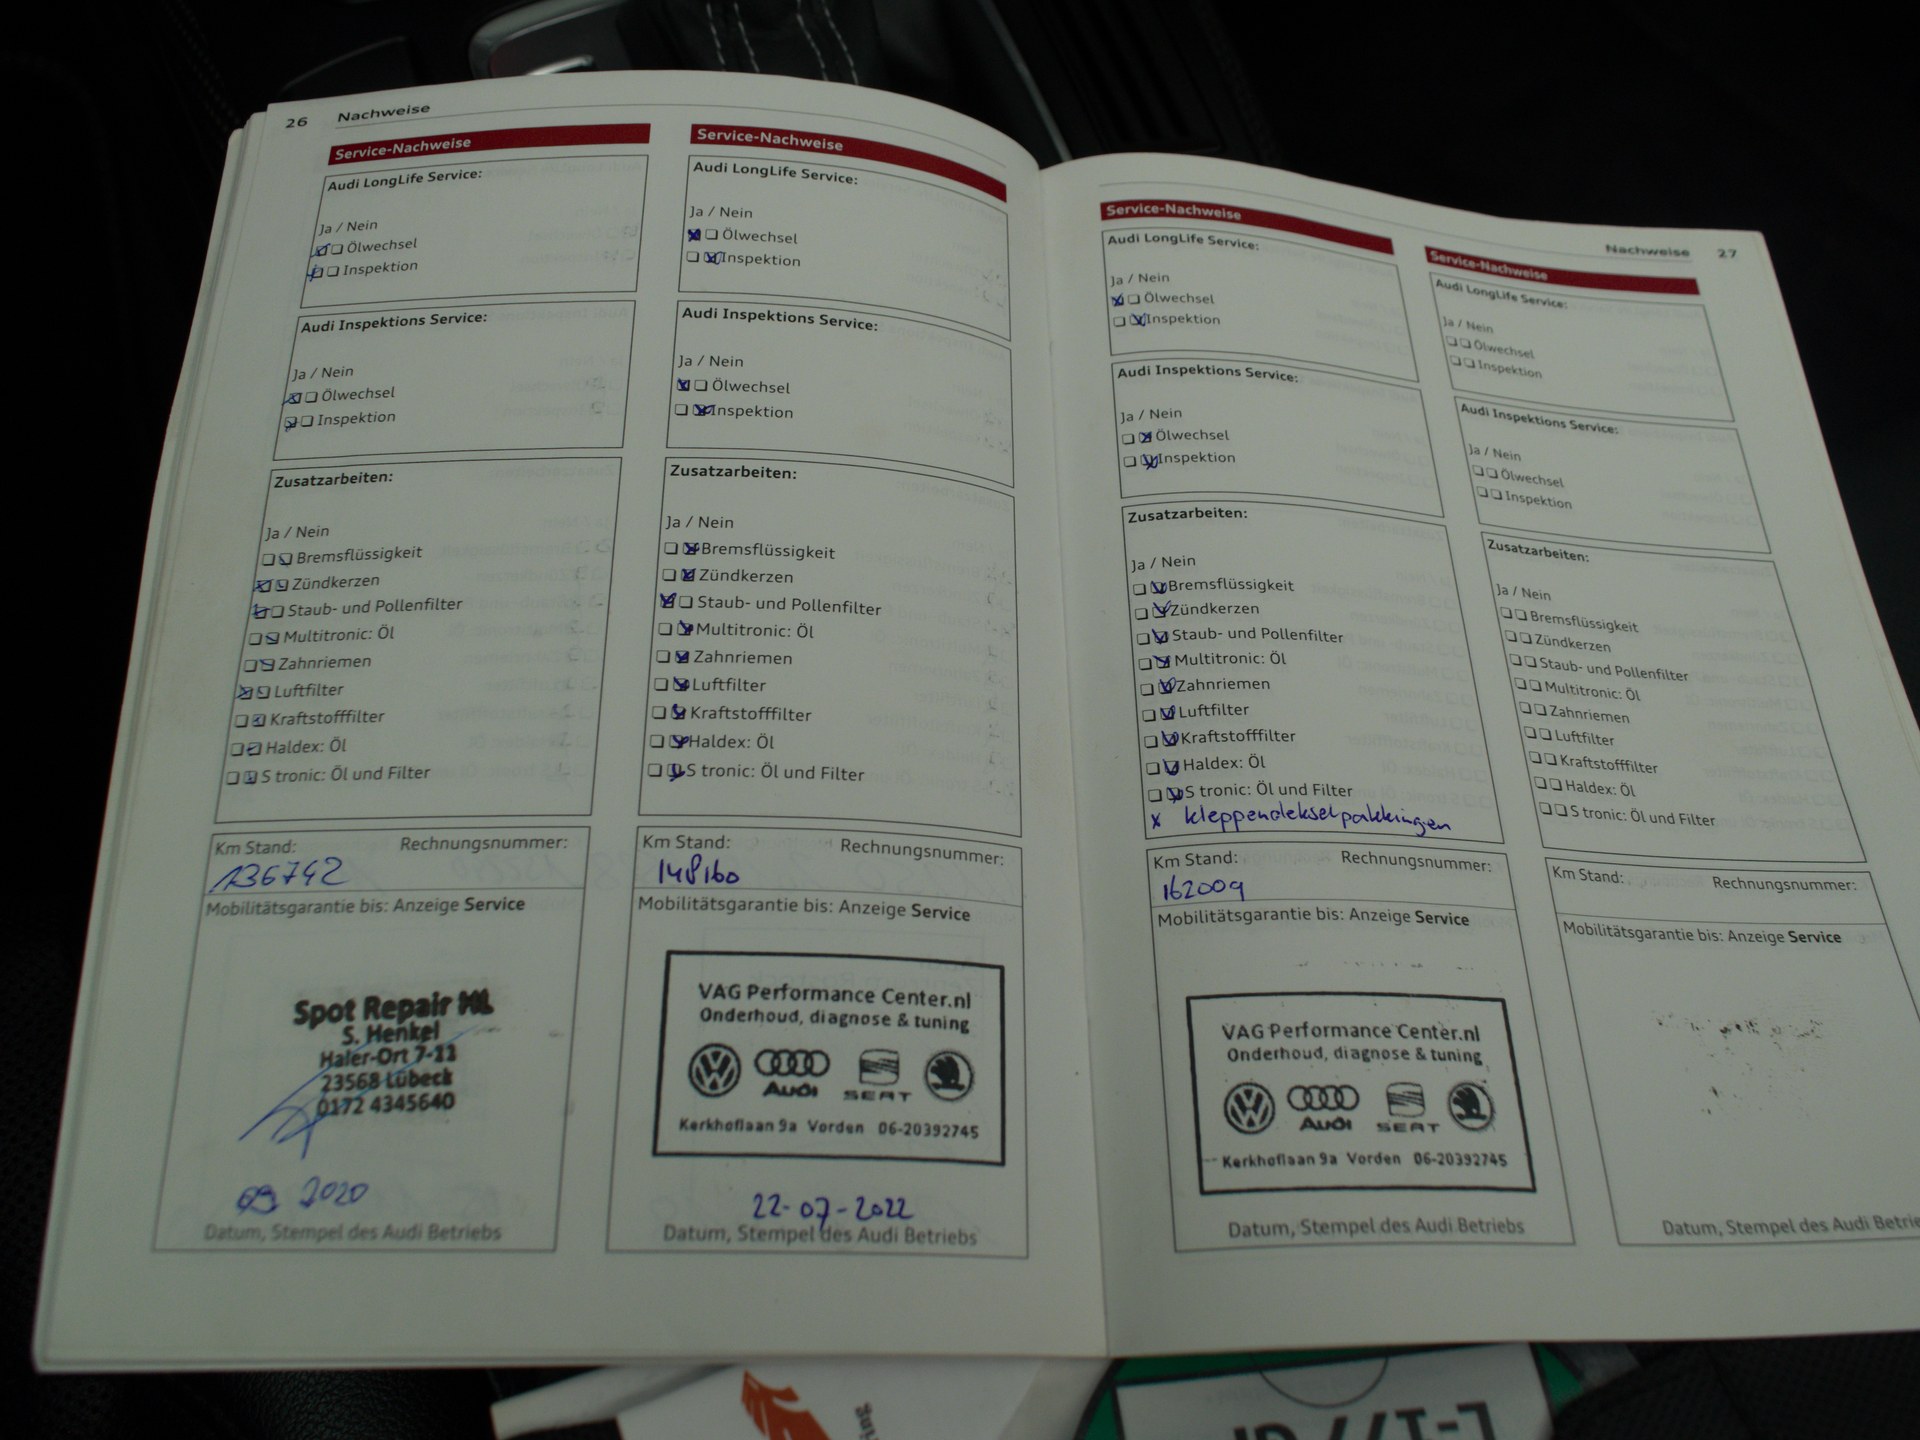 26 Nachweise
Service-Nachweise
Audi LongLife Service:
Ja / Nein
Ölwechsel
Inspektion
Audi Inspektions Service:
Ja / Nein
Ölwechsel
Inspektion
Zusatzarbeiten:
Ja / Nein
Bremsflüssigkeit
Zündkerzen
Staub- und Pollenfilter
Multitronic: Öl
Zahnriemen
Luftfilter
Kraftstofffilter
Haldex: Öl
S tronic: Öl und Filter
Km Stand: Rechnungsnummer:
136742
Mobilitätsgarantie bis: Anzeige Service
Spot Repair HL
S. Henkel
Haler-Ort 7-11
23568 Lübeck
0172 4345640
09 2020
Datum, Stempel des Audi Betriebs
Service-Nachweise
Audi LongLife Service:
Ja / Nein
Ölwechsel
Inspektion
Audi Inspektions Service:
Ja / Nein
Ölwechsel
Inspektion
Zusatzarbeiten:
Ja / Nein
Bremsflüssigkeit
Zündkerzen
Staub- und Pollenfilter
Multitronic: Öl
Zahnriemen
Luftfilter
Kraftstofffilter
Haldex: Öl
S tronic: Öl und Filter
Km Stand: Rechnungsnummer:
148160
Mobilitätsgarantie bis: Anzeige Service
VAG Performance Center.nl
Onderhoud, diagnose & tuning
Audi SEAT
Kerkhoflaan 9a Vorden 06-20392745
22-07-2022
Datum, Stempel des Audi Betriebs
Nachweise 27
Service-Nachweise
Audi LongLife Service:
Ja / Nein
Ölwechsel
Inspektion
Audi Inspektions Service:
Ja / Nein
Ölwechsel
Inspektion
Zusatzarbeiten:
Ja / Nein
Bremsflüssigkeit
Zündkerzen
Staub- und Pollenfilter
Multitronic: Öl
Zahnriemen
Luftfilter
Kraftstofffilter
Haldex: Öl
S tronic: Öl und Filter
x kleppendekselpakkingen
Km Stand: Rechnungsnummer:
162009
Mobilitätsgarantie bis: Anzeige Service
VAG Performance Center.nl
Onderhoud, diagnose & tuning
Audi SEAT
Kerkhoflaan 9a Vorden 06-20392745
Datum, Stempel des Audi Betriebs
Service-Nachweise
Audi LongLife Service:
Ja / Nein
Ölwechsel
Inspektion
Audi Inspektions Service:
Ja / Nein
Ölwechsel
Inspektion
Zusatzarbeiten:
Ja / Nein
Bremsflüssigkeit
Zündkerzen
Staub- und Pollenfilter
Multitronic: Öl
Zahnriemen
Luftfilter
Kraftstofffilter
Haldex: Öl
S tronic: Öl und Filter
Km Stand: Rechnungsnummer:
Mobilitätsgarantie bis: Anzeige Service
Datum, Stempel des Audi Betrie